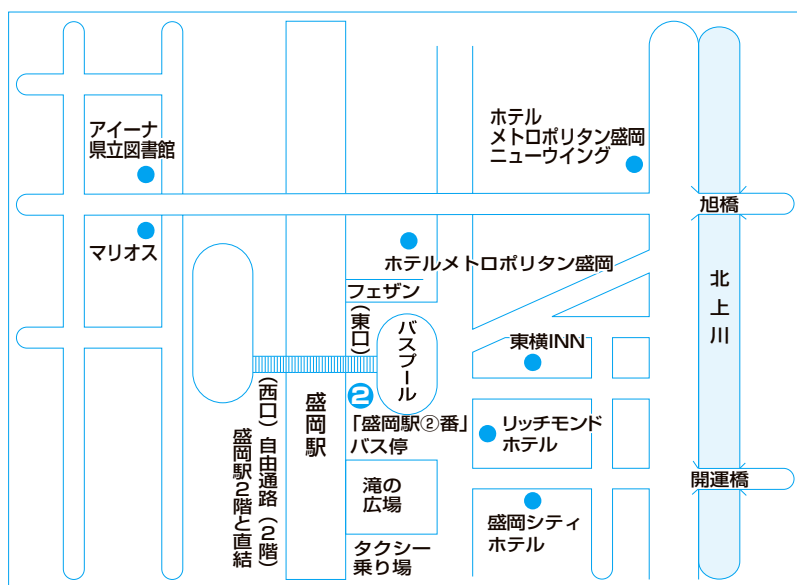 アイーナ
県立図書館
ホテル
メトロポリタン盛岡
ニューウイング
旭橋
マリオス
ホテルメトロポリタン盛岡
フェザン
北上川
（東口）
バスプール
東横INN
2
「盛岡駅②番」
バス停
盛岡駅
（西口）自由通路（2階）
盛岡駅2階と直結
リッチモンド
ホテル
開運橋
滝の
広場
盛岡シティ
ホテル
タクシー
乗り場